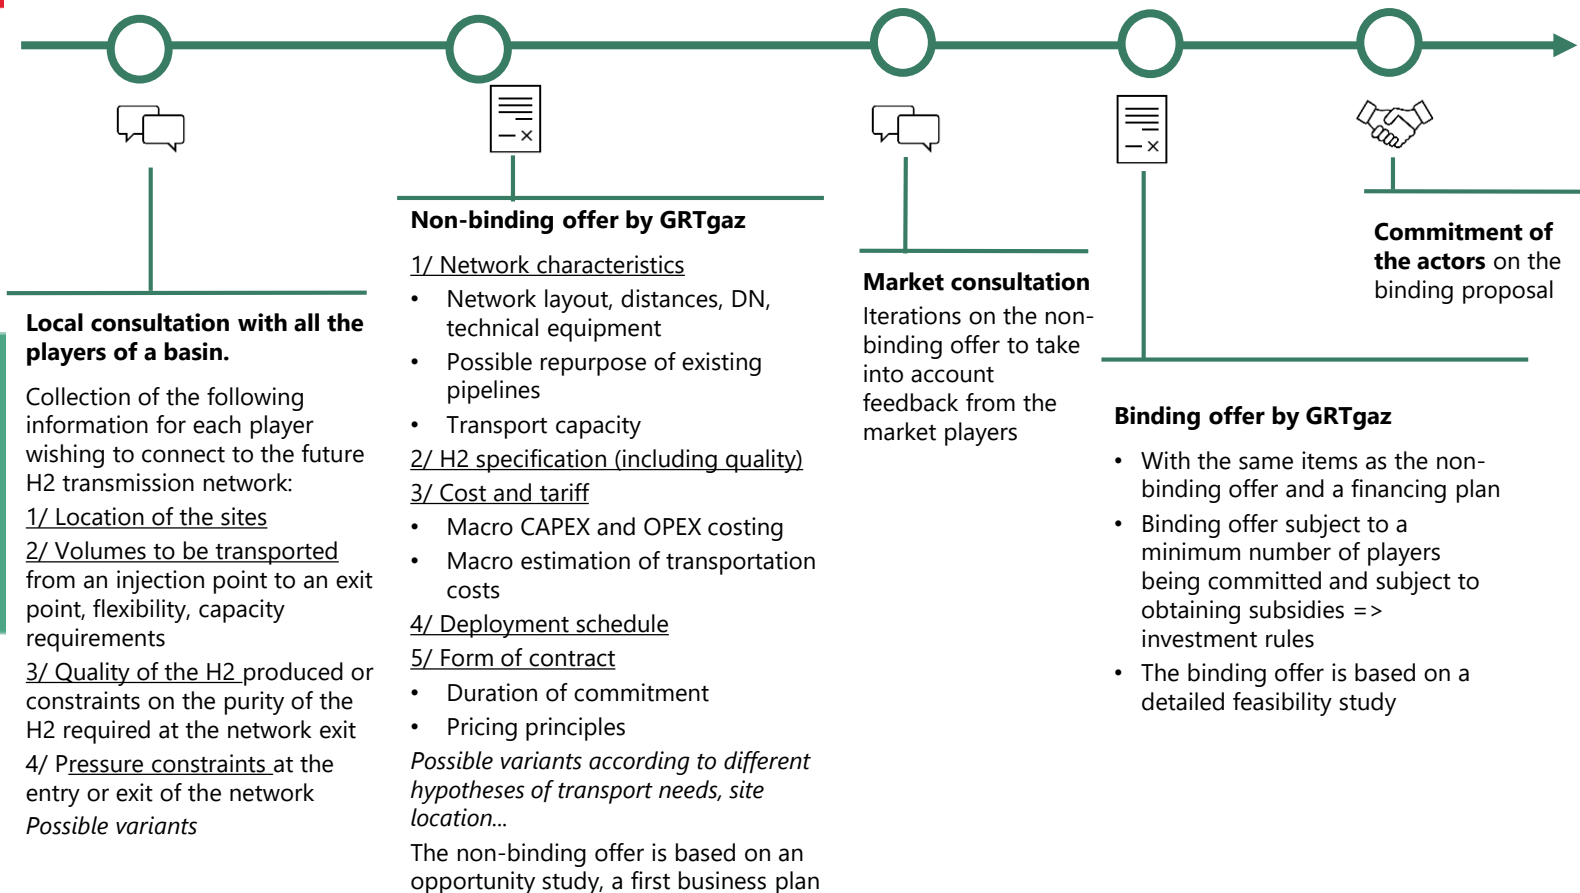 Local consultation with all the
players of a basin.
Collection of the following
information for each player
wishing to connect to the future
H2 transmission network:
1/ Location of the sites
2/ Volumes to be transported
from an injection point to an exit
point, flexibility, capacity
requirements
3/ Quality of the H2 produced or
constraints on the purity of the
H2 required at the network exit
4/ Pressure constraints at the
entry or exit of the network
Possible variants
Non-binding offer by GRTgaz
1/ Network characteristics
• Network layout, distances, DN,
technical equipment
• Possible repurpose of existing
pipelines
• Transport capacity
2/ H2 specification (including quality)
3/ Cost and tariff
• Macro CAPEX and OPEX costing
• Macro estimation of transportation
costs
4/ Deployment schedule
5/ Form of contract
• Duration of commitment
• Pricing principles
Possible variants according to different
hypotheses of transport needs, site
location...
The non-binding offer is based on an
opportunity study, a first business plan
Market consultation
Iterations on the non-
binding offer to take
into account
feedback from the
market players
Binding offer by GRTgaz
• With the same items as the non-
binding offer and a financing plan
• Binding offer subject to a
minimum number of players
being committed and subject to
obtaining subsidies =>
investment rules
• The binding offer is based on a
detailed feasibility study
Commitment of
the actors on the
binding proposal